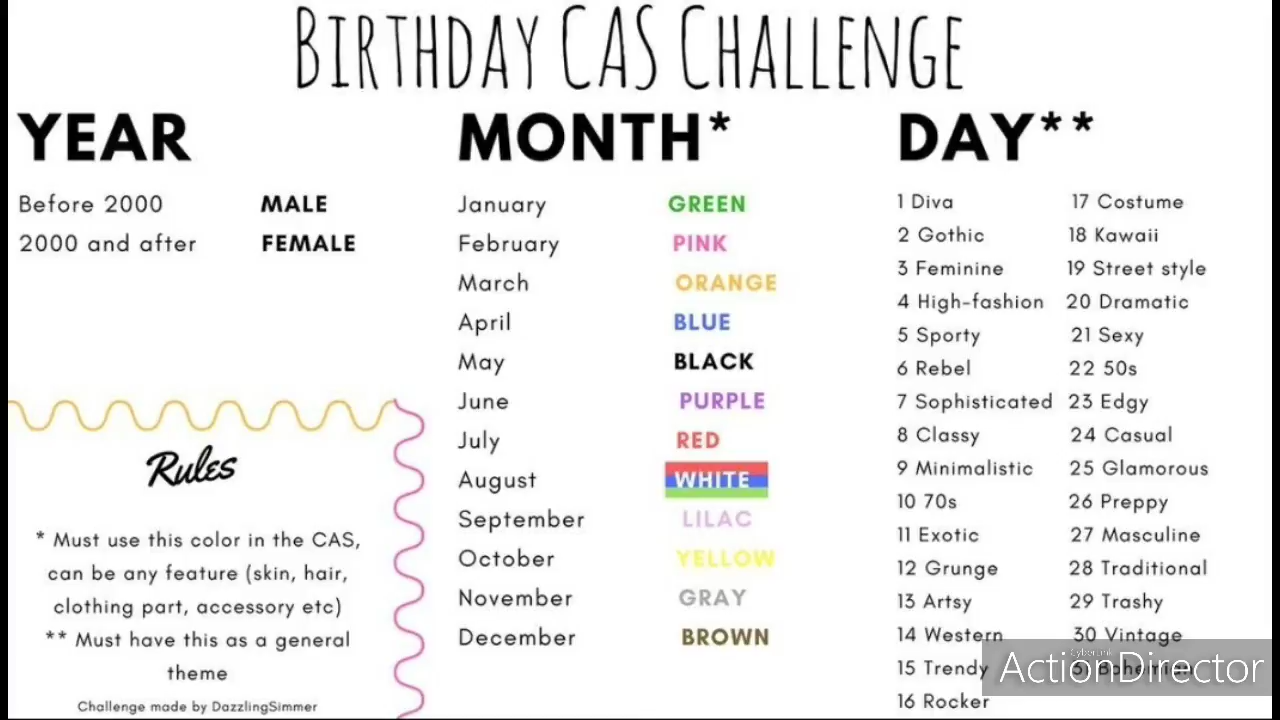 BIRTHDAY CAS CHALLENGE
YEAR
Before 2000 MALE
2000 and after FEMALE
Rules
* Must use this color in the CAS,
can be any feature (skin, hair,
clothing part, accessory etc)
** Must have this as a general
theme
Challenge made by DazzlingSimmer
MONTH*
January GREEN
February PINK
March ORANGE
April BLUE
May BLACK
June PURPLE
July RED
August WHITE
September LILAC
October YELLOW
November GRAY
December BROWN
DAY**
1 Diva
2 Gothic
3 Feminine
4 High-fashion
5 Sporty
6 Rebel
7 Sophisticated
8 Classy
9 Minimalistic
10 70s
11 Exotic
12 Grunge
13 Artsy
14 Western
15 Trendy
16 Rocker
17 Costume
18 Kawaii
19 Street style
20 Dramatic
21 Sexy
22 50s
23 Edgy
24 Casual
25 Glamorous
26 Preppy
27 Masculine
28 Traditional
29 Trashy
30 Vintage
31 Bohemian
CyberLink
ActionDirector